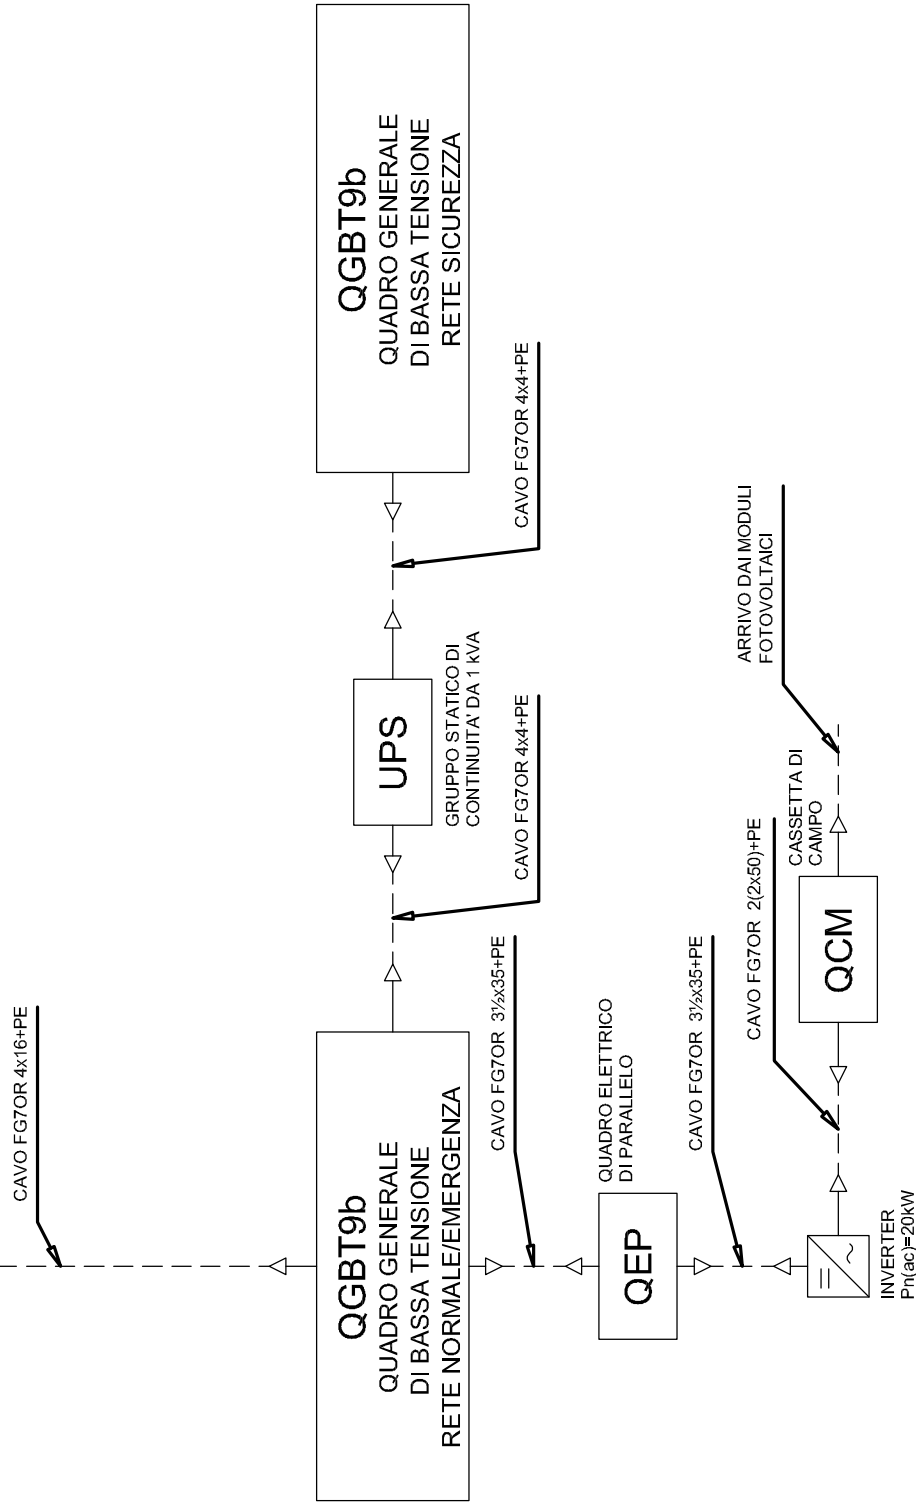 CAVO FG7OR 4x16+PE
QGBT9b
QUADRO GENERALE
DI BASSA TENSIONE
RETE NORMALE/EMERGENZA
CAVO FG7OR 4x4+PE
UPS
GRUPPO STATICO DI
CONTINUITA' DA 1 kVA
CAVO FG7OR 4x4+PE
QGBT9b
QUADRO GENERALE
DI BASSA TENSIONE
RETE SICUREZZA
CAVO FG7OR 3½x35+PE
QUADRO ELETTRICO
DI PARALLELO
QEP
CAVO FG7OR 3½x35+PE
INVERTER
Pn(ac)=20kW
CAVO FG7OR 2(2x50)+PE
CASSETTA DI
CAMPO
QCM
ARRIVO DAI MODULI
FOTOVOLTAICI